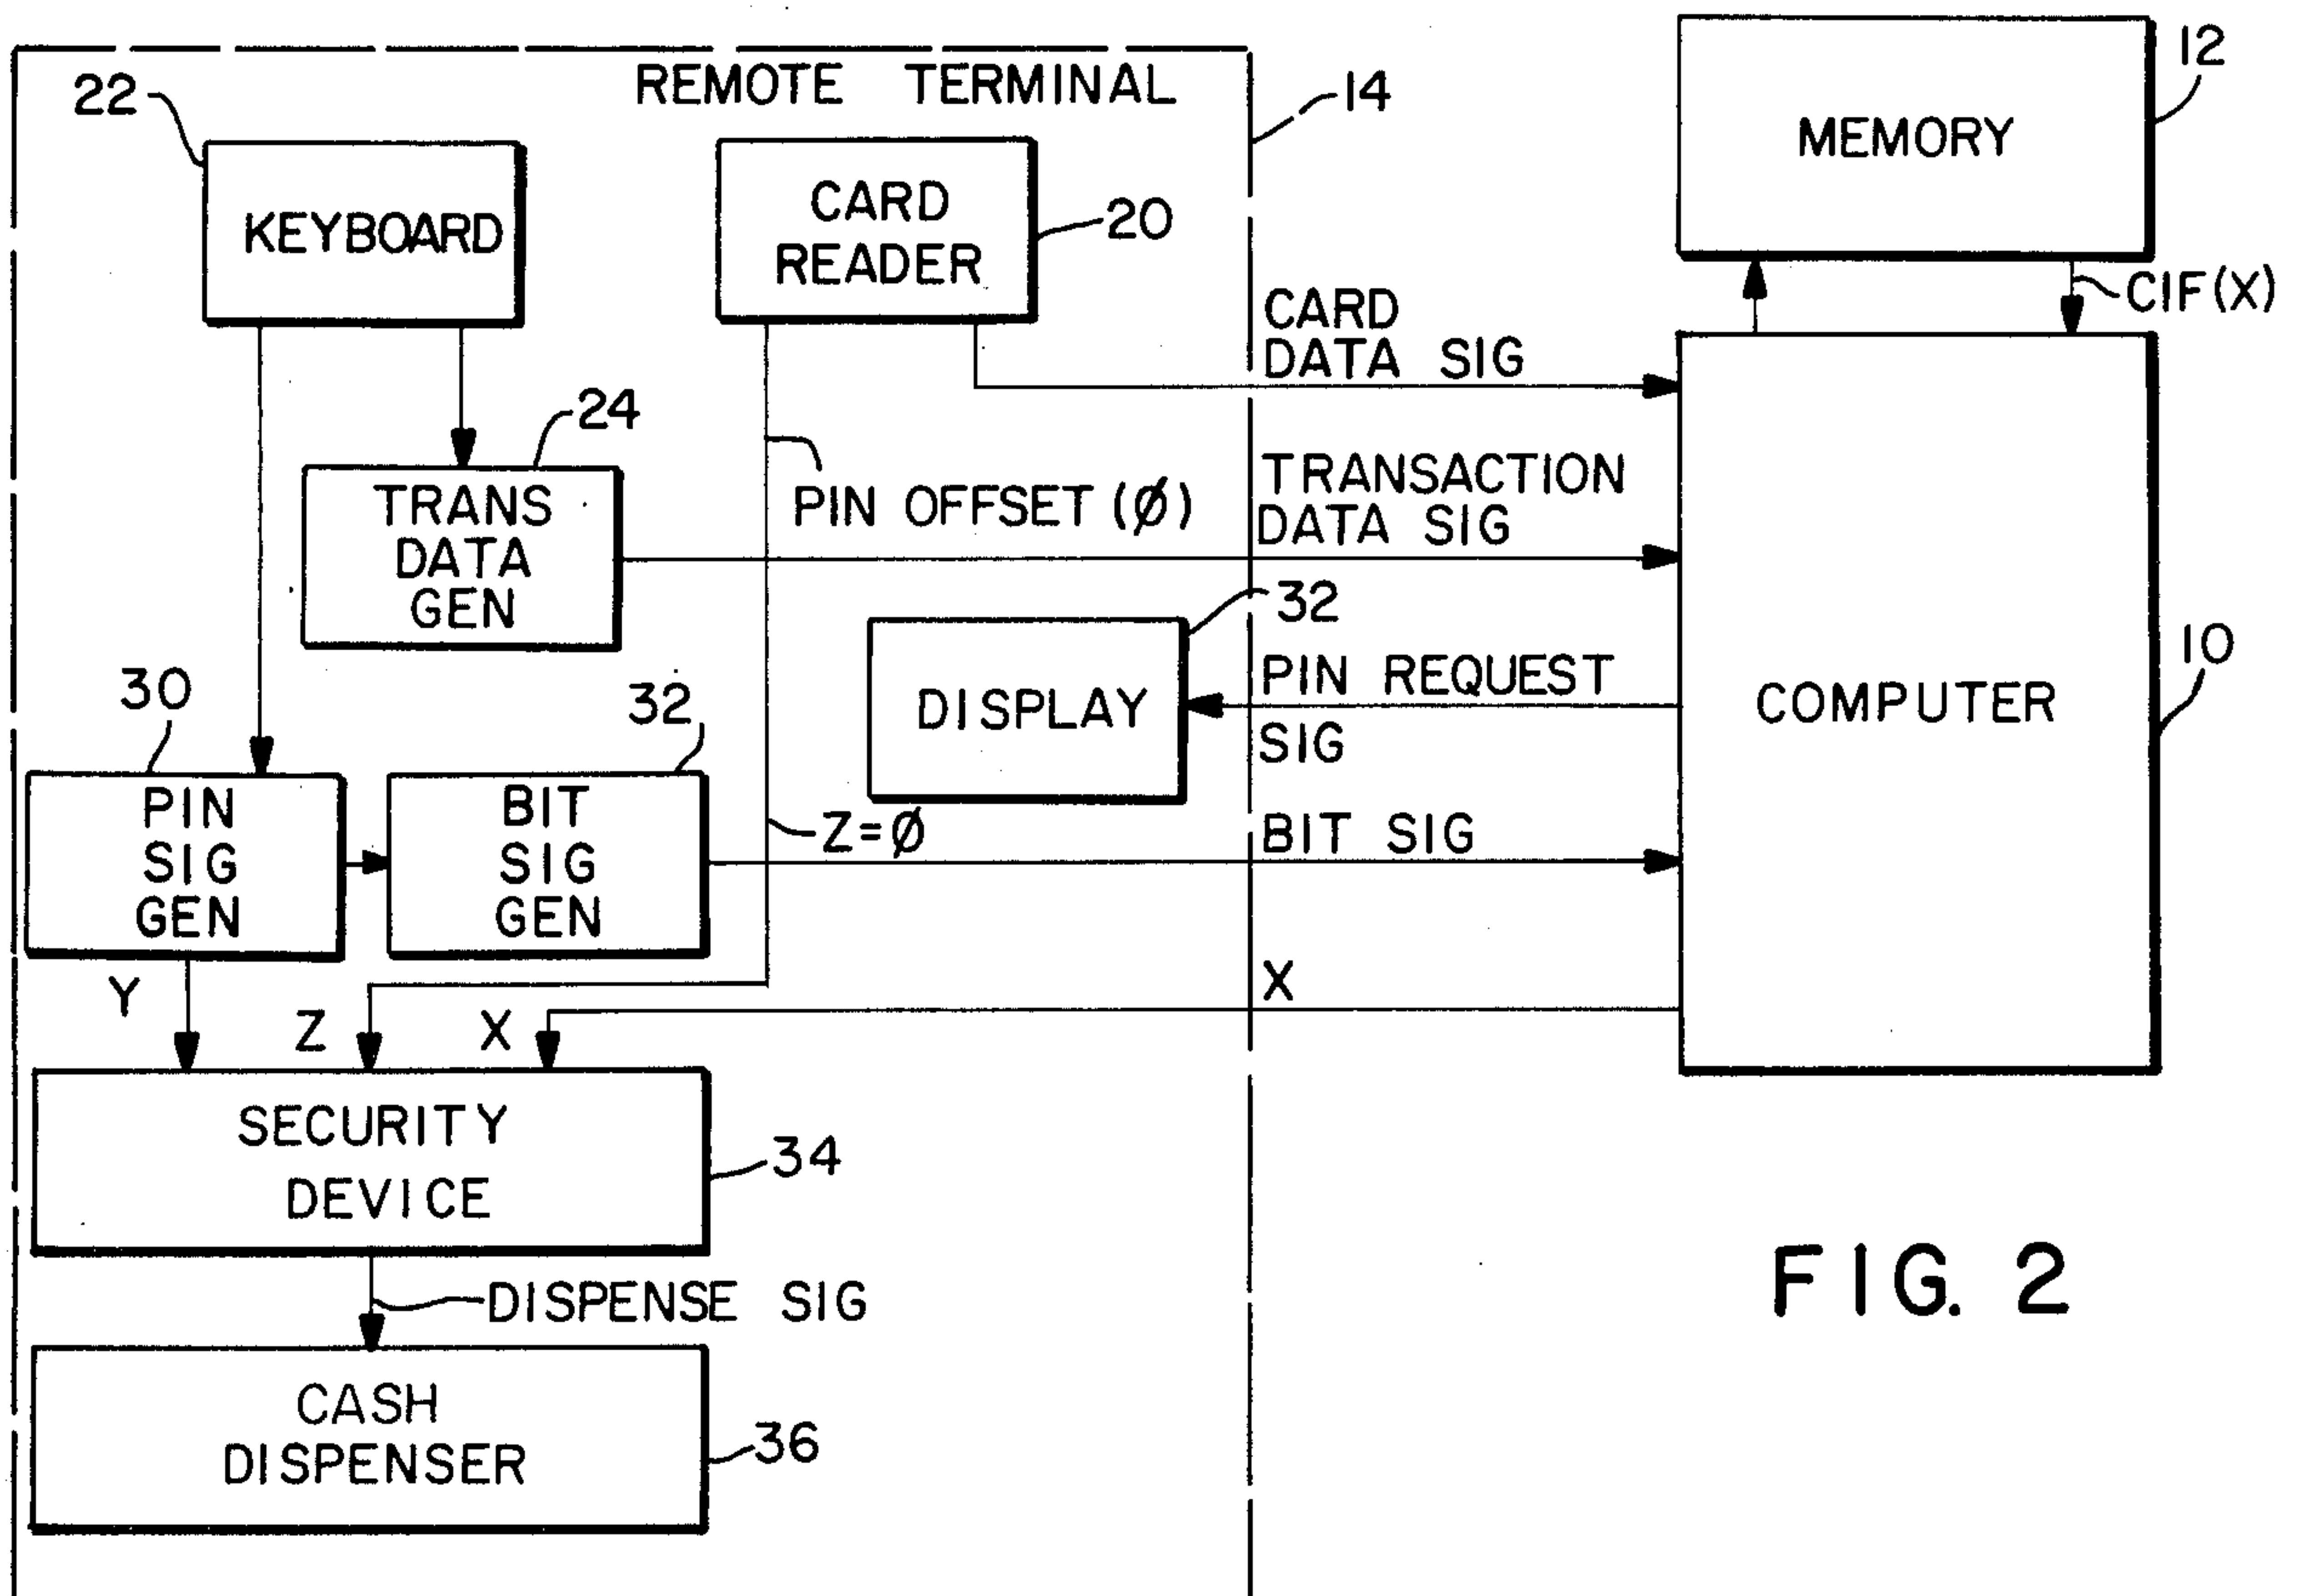 REMOTE TERMINAL
14
12
MEMORY
22
KEYBOARD
CARD
READER
20
CIF(X)
CARD
DATA SIG
24
TRANS
DATA
GEN
PIN OFFSET (Ø)
TRANSACTION
DATA SIG
32
DISPLAY
PIN REQUEST
SIG
COMPUTER
10
30
PIN
SIG
GEN
32
BIT
SIG
GEN
Z=Ø
BIT SIG
Y
Z
X
X
SECURITY
DEVICE
34
DISPENSE SIG
CASH
DISPENSER
36
FIG. 2